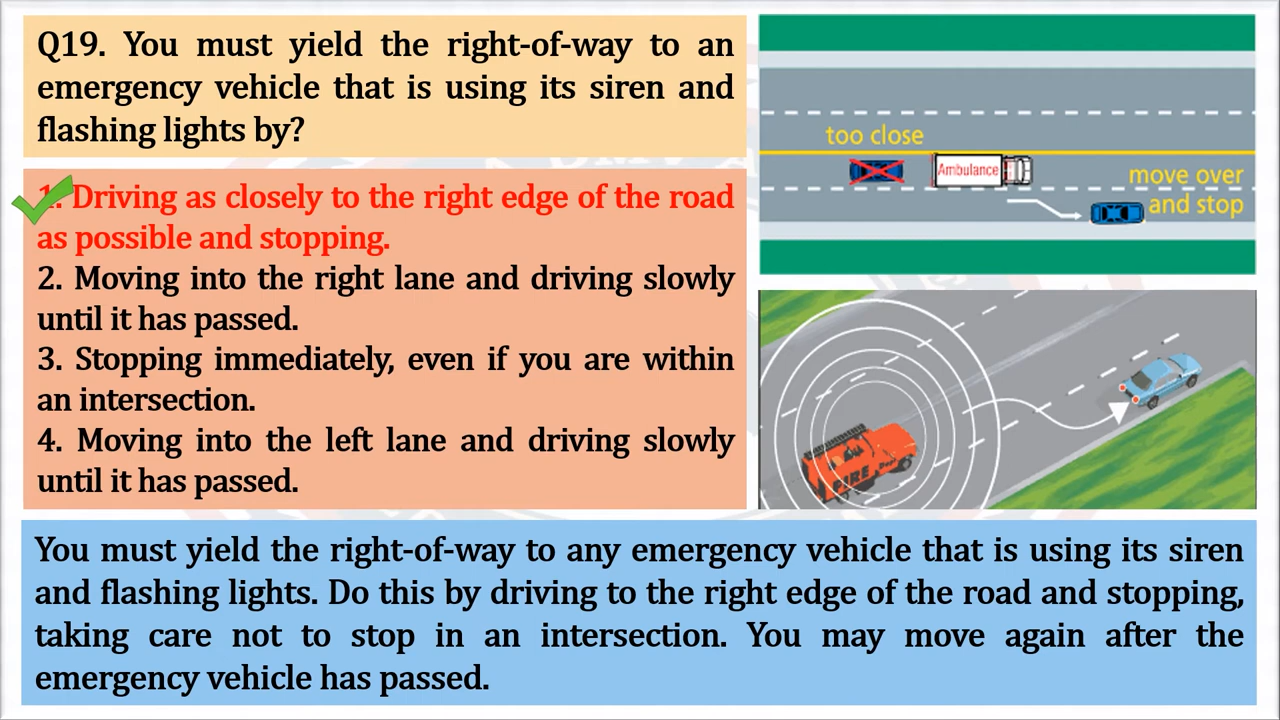 Q19. You must yield the right-of-way to an
emergency vehicle that is using its siren and
flashing lights by?
1. Driving as closely to the right edge of the road
as possible and stopping.
2. Moving into the right lane and driving slowly
until it has passed.
3. Stopping immediately, even if you are within
an intersection.
4. Moving into the left lane and driving slowly
until it has passed.
too close
Ambulance
move over
and stop
FIRE
Dept
You must yield the right-of-way to any emergency vehicle that is using its siren
and flashing lights. Do this by driving to the right edge of the road and stopping,
taking care not to stop in an intersection. You may move again after the
emergency vehicle has passed.